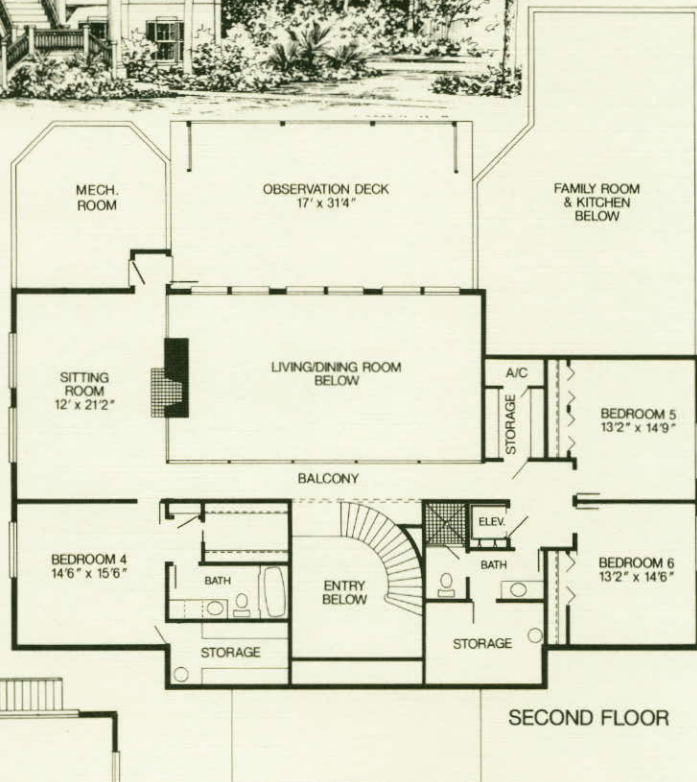 MECH.
ROOM
OBSERVATION DECK
17' x 31'4"
FAMILY ROOM
& KITCHEN
BELOW
SITTING
ROOM
12' x 21'2"
LIVING/DINING ROOM
BELOW
A/C
STORAGE
BEDROOM 5
13'2" x 14'9"
BALCONY
BEDROOM 4
14'6" x 15'6"
BATH
ENTRY
BELOW
ELEV.
BATH
BEDROOM 6
13'2" x 14'6"
STORAGE
STORAGE
SECOND FLOOR